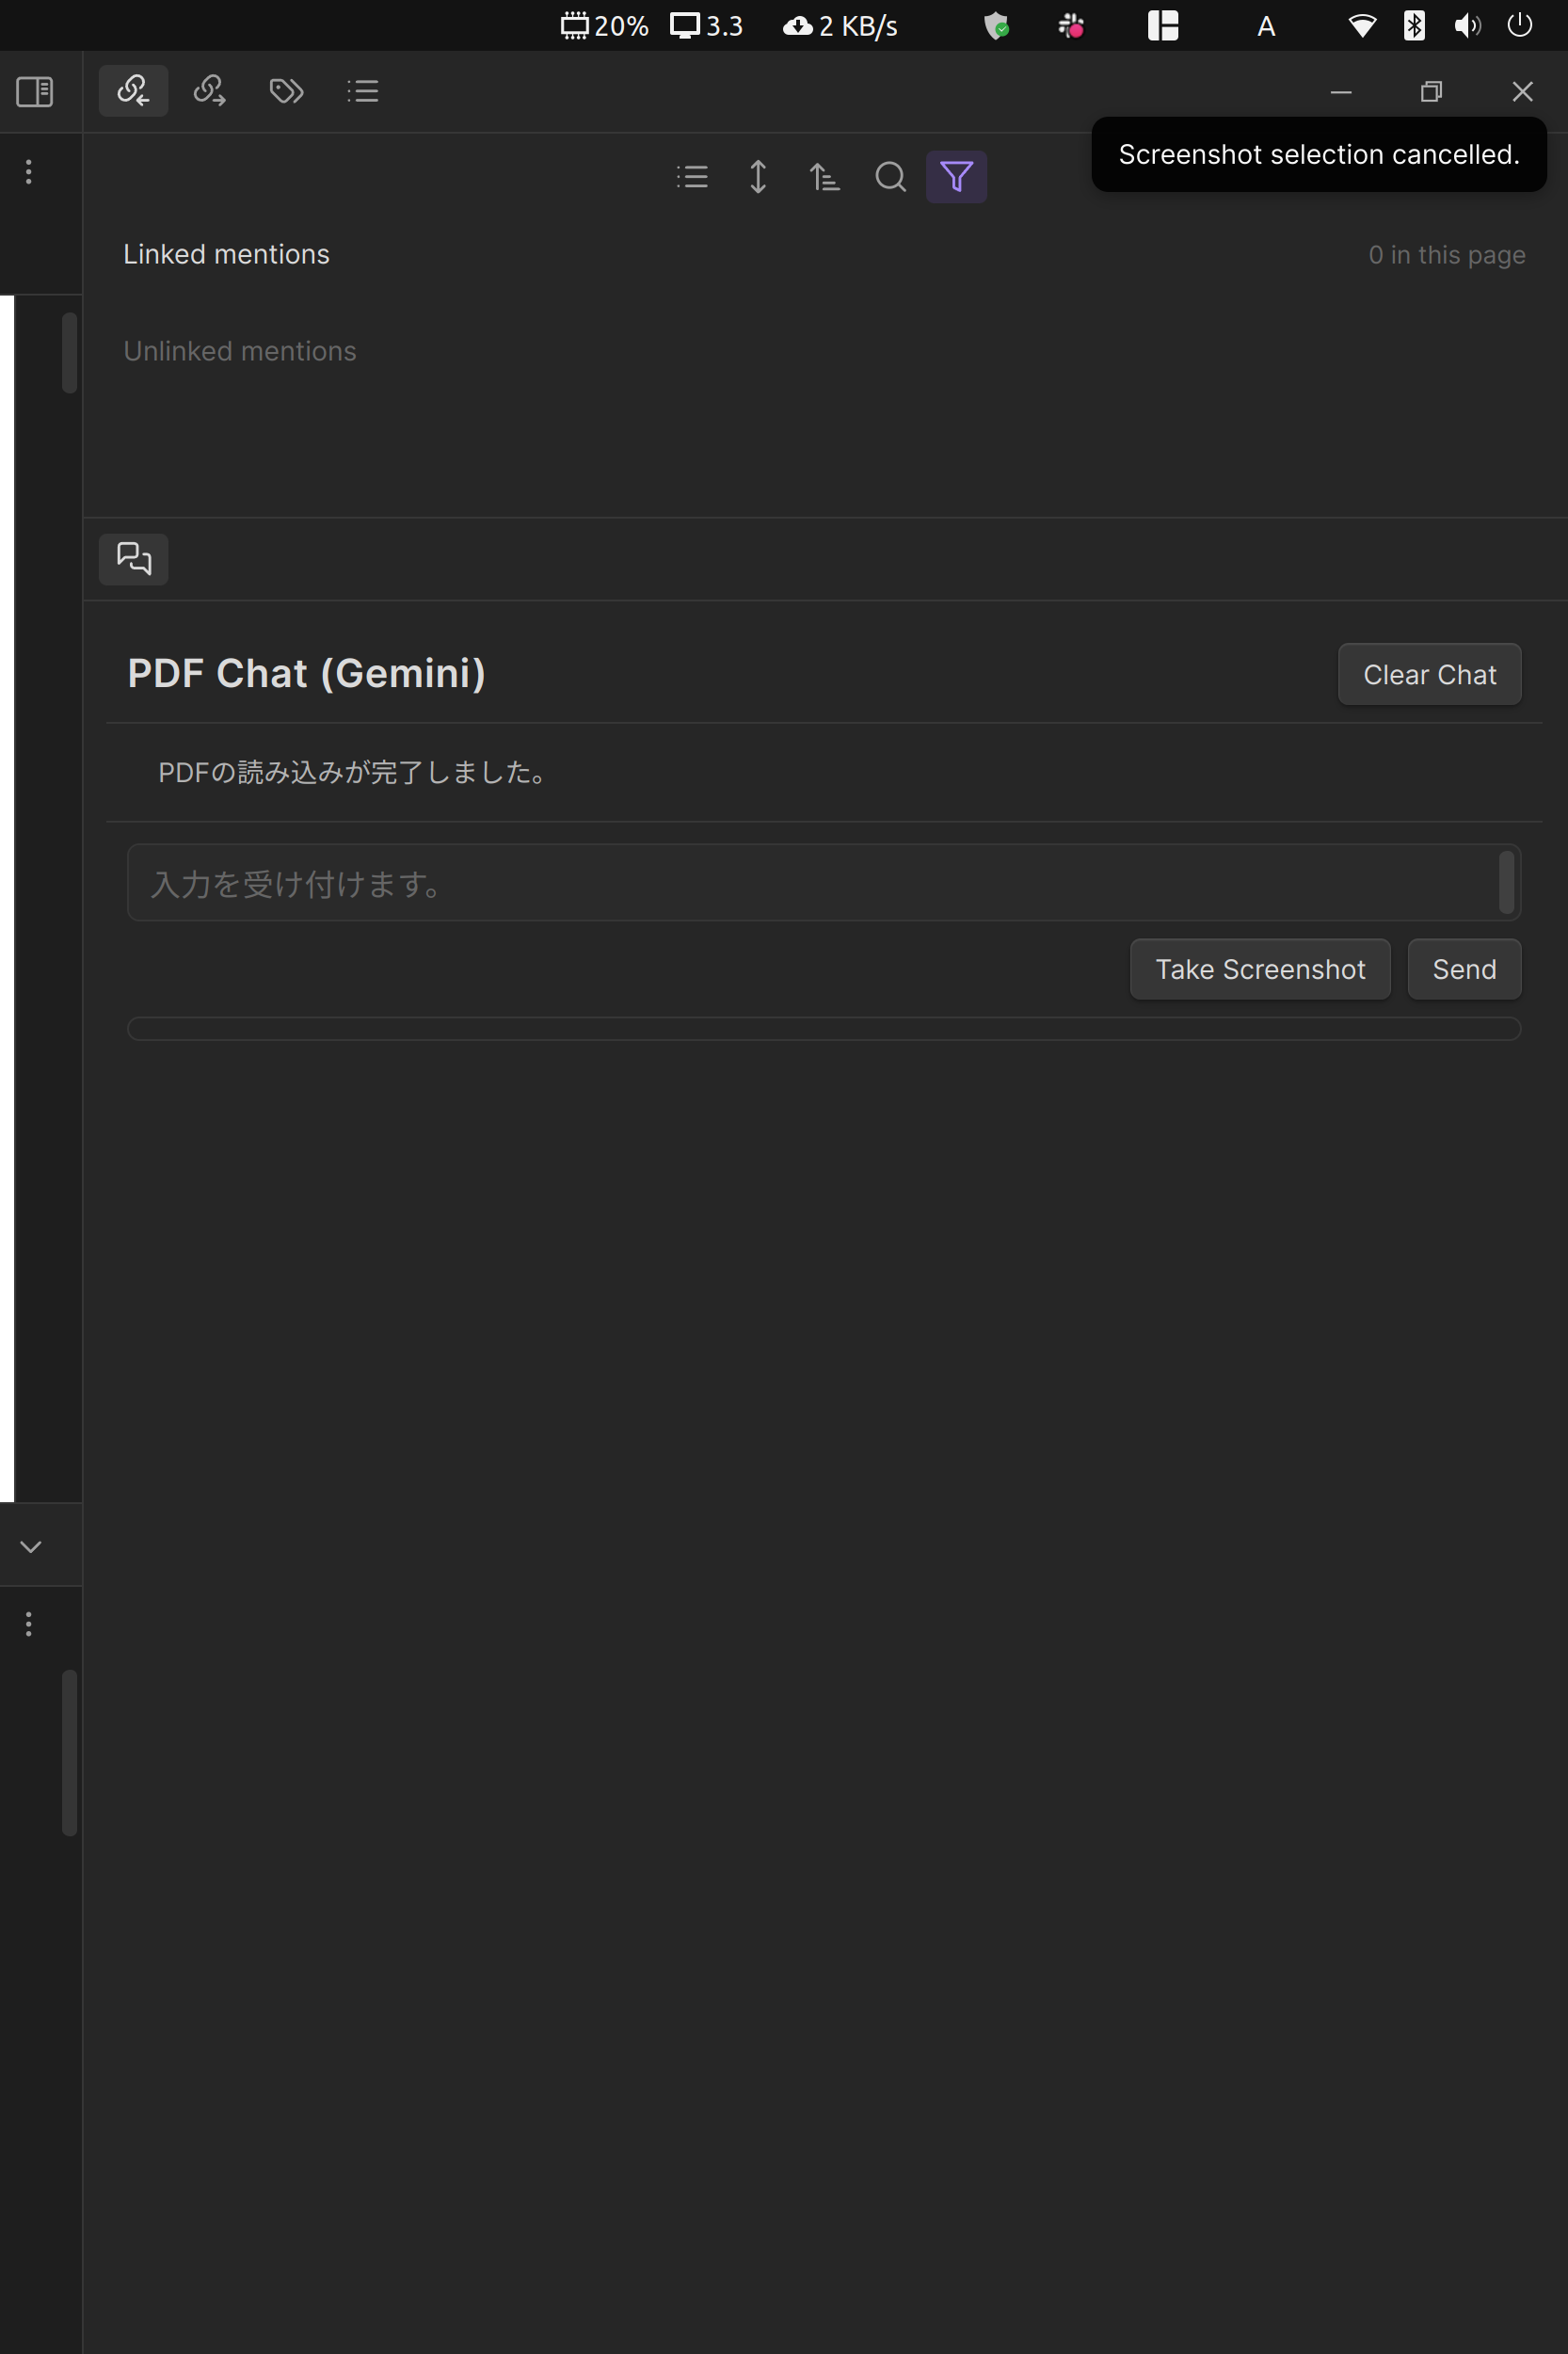 20% 3.3 2 KB/s A
Screenshot selection cancelled.
Linked mentions 0 in this page
Unlinked mentions
PDF Chat (Gemini) Clear Chat
PDFの読み込みが完了しました。
入力を受け付けます。
Take Screenshot Send